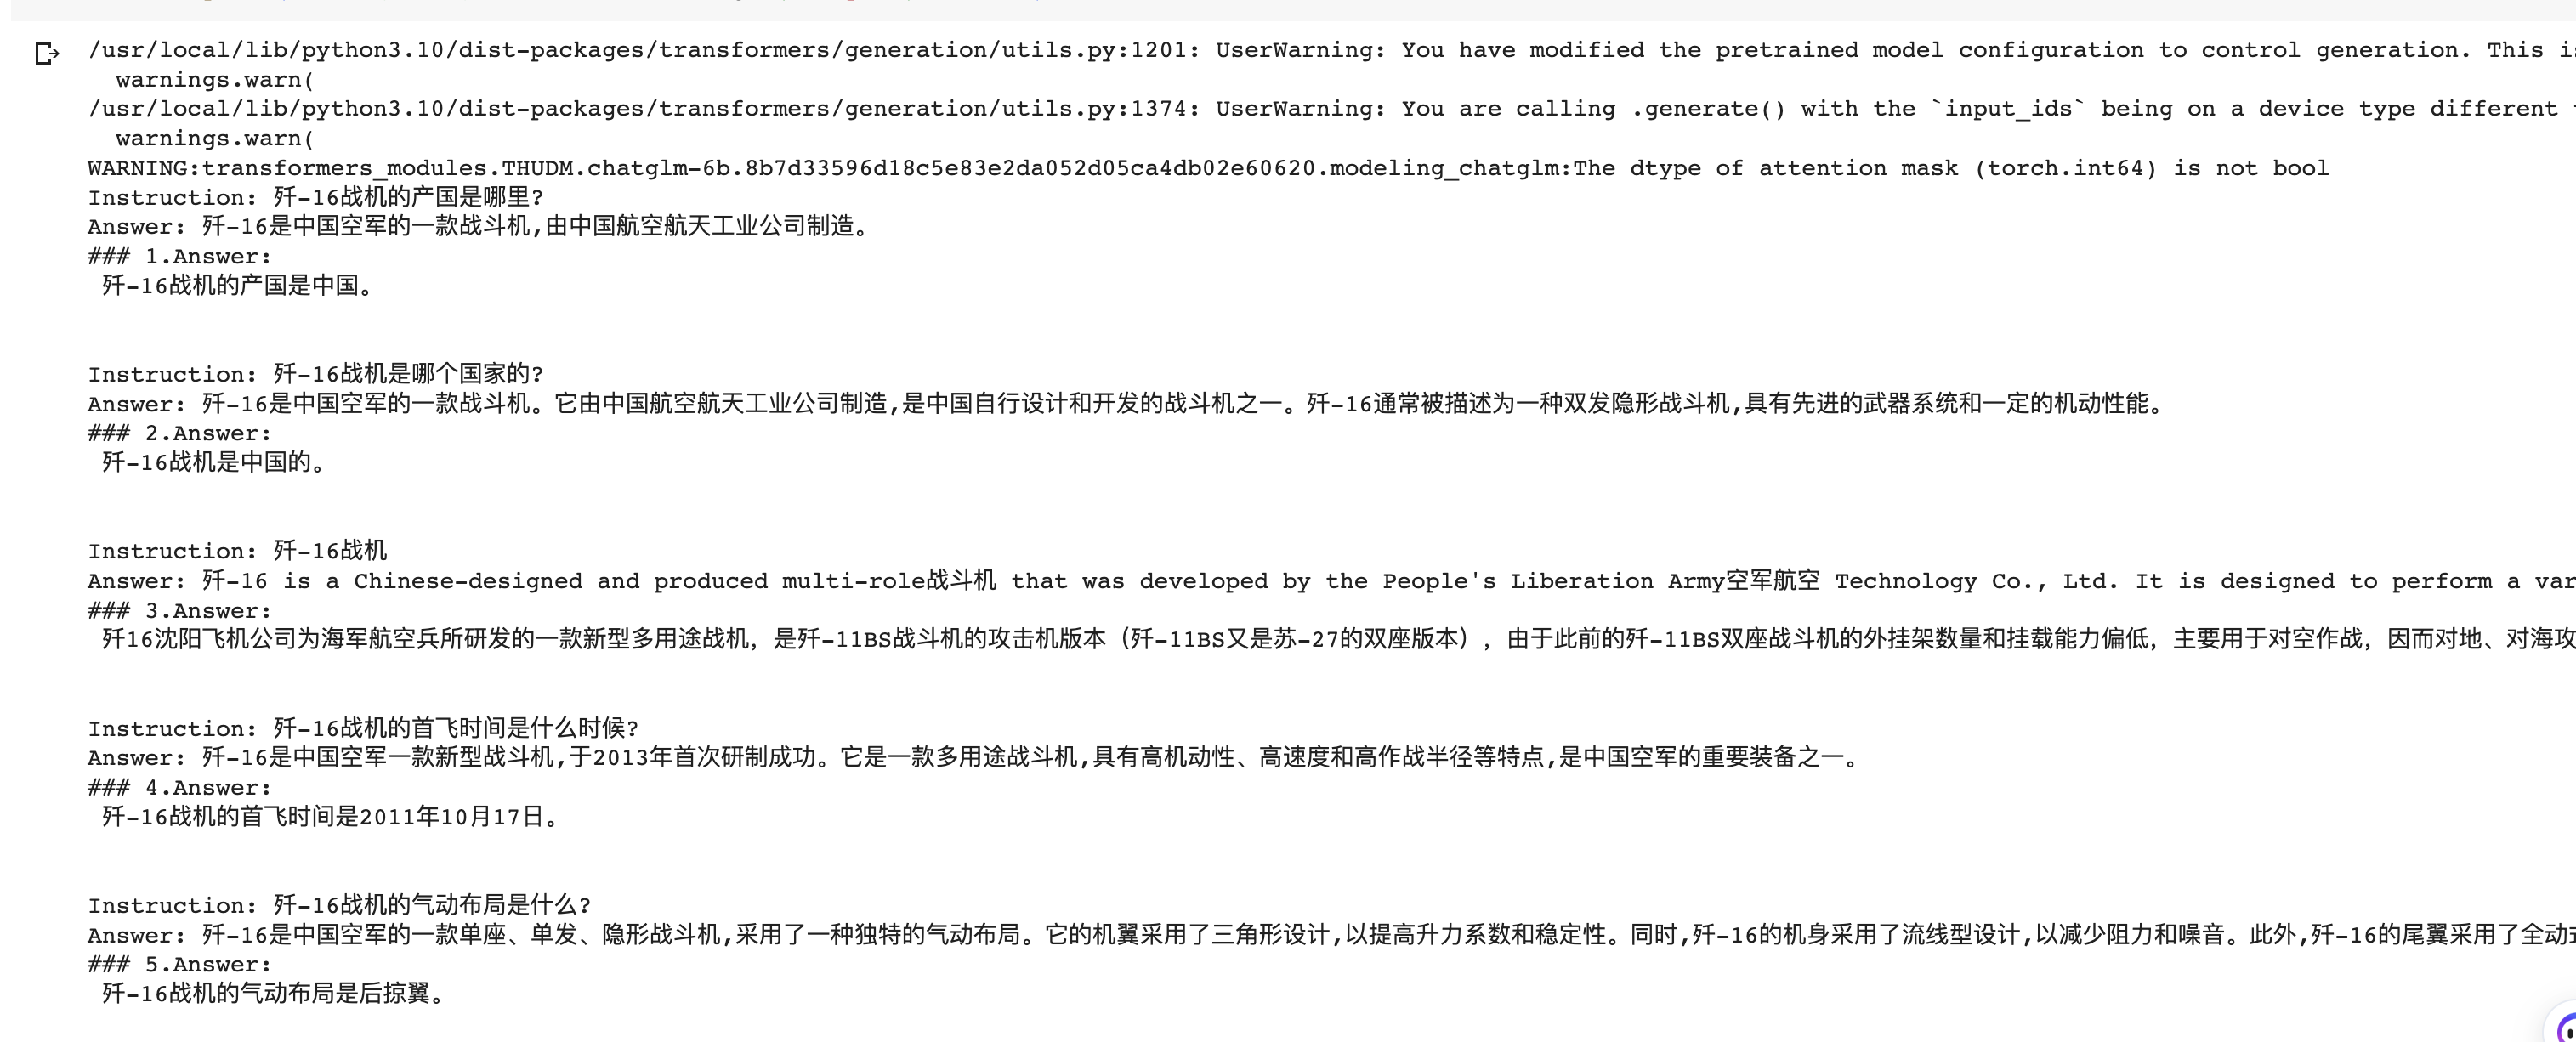 /usr/local/lib/python3.10/dist-packages/transformers/generation/utils.py:1201: UserWarning: You have modified the pretrained model configuration to control generation. This
  warnings.warn(
/usr/local/lib/python3.10/dist-packages/transformers/generation/utils.py:1374: UserWarning: You are calling .generate() with the `input_ids` being on a device type different
  warnings.warn(
WARNING:transformers_modules.THUDM.chatglm-6b.8b7d33596d18c5e83e2da052d05ca4db02e60620.modeling_chatglm:The dtype of attention mask (torch.int64) is not bool
Instruction: 歼-16战机的产国是哪里?
Answer: 歼-16是中国空军的一款战斗机,由中国航空航天工业公司制造。
### 1.Answer:
 歼-16战机的产国是中国。
Instruction: 歼-16战机是哪个国家的?
Answer: 歼-16是中国空军的一款战斗机。它由中国航空航天工业公司制造,是中国自行设计和开发的战斗机之一。歼-16通常被描述为一种双发隐形战斗机,具有先进的武器系统和一定的机动性能。
### 2.Answer:
 歼-16战机是中国的。
Instruction: 歼-16战机
Answer: 歼-16 is a Chinese-designed and produced multi-role战斗机 that was developed by the People's Liberation Army空军航空 Technology Co., Ltd. It is designed to perform a
### 3.Answer:
 歼16沈阳飞机公司为海军航空兵所研发的一款新型多用途战机，是歼-11BS战斗机的攻击机版本（歼-11BS又是苏-27的双座版本），由于此前的歼-11BS双座战斗机的外挂架数量和挂载能力偏低，主要用于对空作战，因而对地、对海攻
Instruction: 歼-16战机的首飞时间是什么时候?
Answer: 歼-16是中国空军一款新型战斗机,于2013年首次研制成功。它是一款多用途战斗机,具有高机动性、高速度和高作战半径等特点,是中国空军的重要装备之一。
### 4.Answer:
 歼-16战机的首飞时间是2011年10月17日。
Instruction: 歼-16战机的气动布局是什么?
Answer: 歼-16是中国空军的一款单座、单发、隐形战斗机,采用了一种独特的气动布局。它的机翼采用了三角形设计,以提高升力系数和稳定性。同时,歼-16的机身采用了流线型设计,以减少阻力和噪音。此外,歼-16的尾翼采用了全动
### 5.Answer:
 歼-16战机的气动布局是后掠翼。